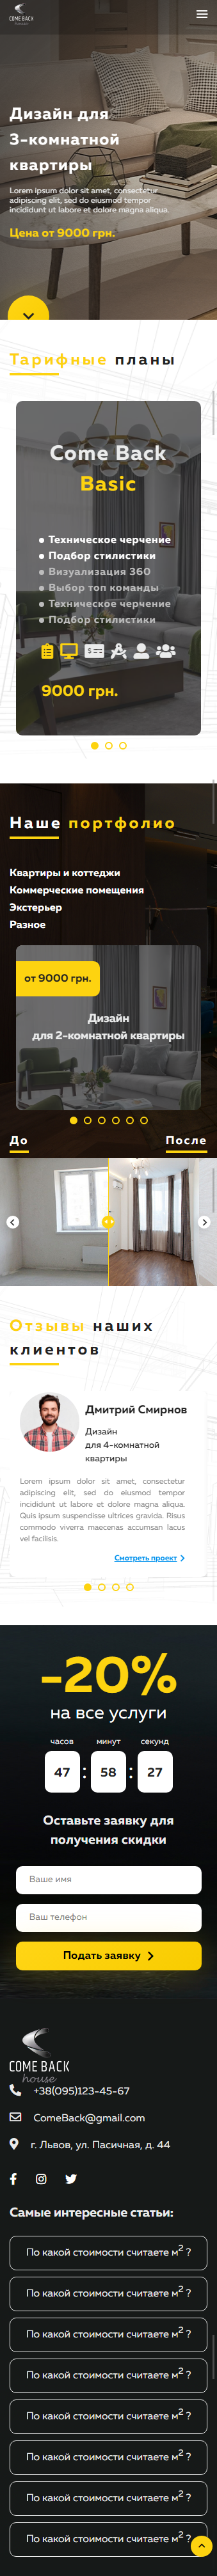 COME BACK
house
Дизайн для
3-комнатной
квартиры
Lorem ipsum dolor sit amet, consectetur
adipiscing elit, sed do eiusmod tempor
incididunt ut labore et dolore magna aliqua.
Цена от 9000 грн.
Тарифные планы
Come Back
Basic
Техническое черчение
Подбор стилистики
Визуализация 360
Выбор топ команды
Техническое черчение
Подбор стилистики
9000 грн.
Наше портфолио
Квартиры и коттеджи
Коммерческие помещения
Экстерьер
Разное
от 9000 грн.
Дизайн
для 2-комнатной квартиры
До После
Отзывы наших
клиентов
Дмитрий Смирнов
Дизайн
для 4-комнатной
квартиры
Lorem ipsum dolor sit amet, consectetur
adipiscing elit, sed do eiusmod tempor
incididunt ut labore et dolore magna aliqua.
Quis ipsum suspendisse ultrices gravida. Risus
commodo viverra maecenas accumsan lacus
vel facilisis.
Смотреть проект
-20%
на все услуги
часов минут секунд
47 : 58 : 27
Оставьте заявку для
получения скидки
Ваше имя
Ваш телефон
Подать заявку
COME BACK
house
+38(095)123-45-67
ComeBack@gmail.com
г. Львов, ул. Пасичная, д. 44
Самые интересные статьи:
По какой стоимости считаете м2 ?
По какой стоимости считаете м2 ?
По какой стоимости считаете м2 ?
По какой стоимости считаете м2 ?
По какой стоимости считаете м2 ?
По какой стоимости считаете м2 ?
По какой стоимости считаете м2 ?
По какой стоимости считаете м2 ?